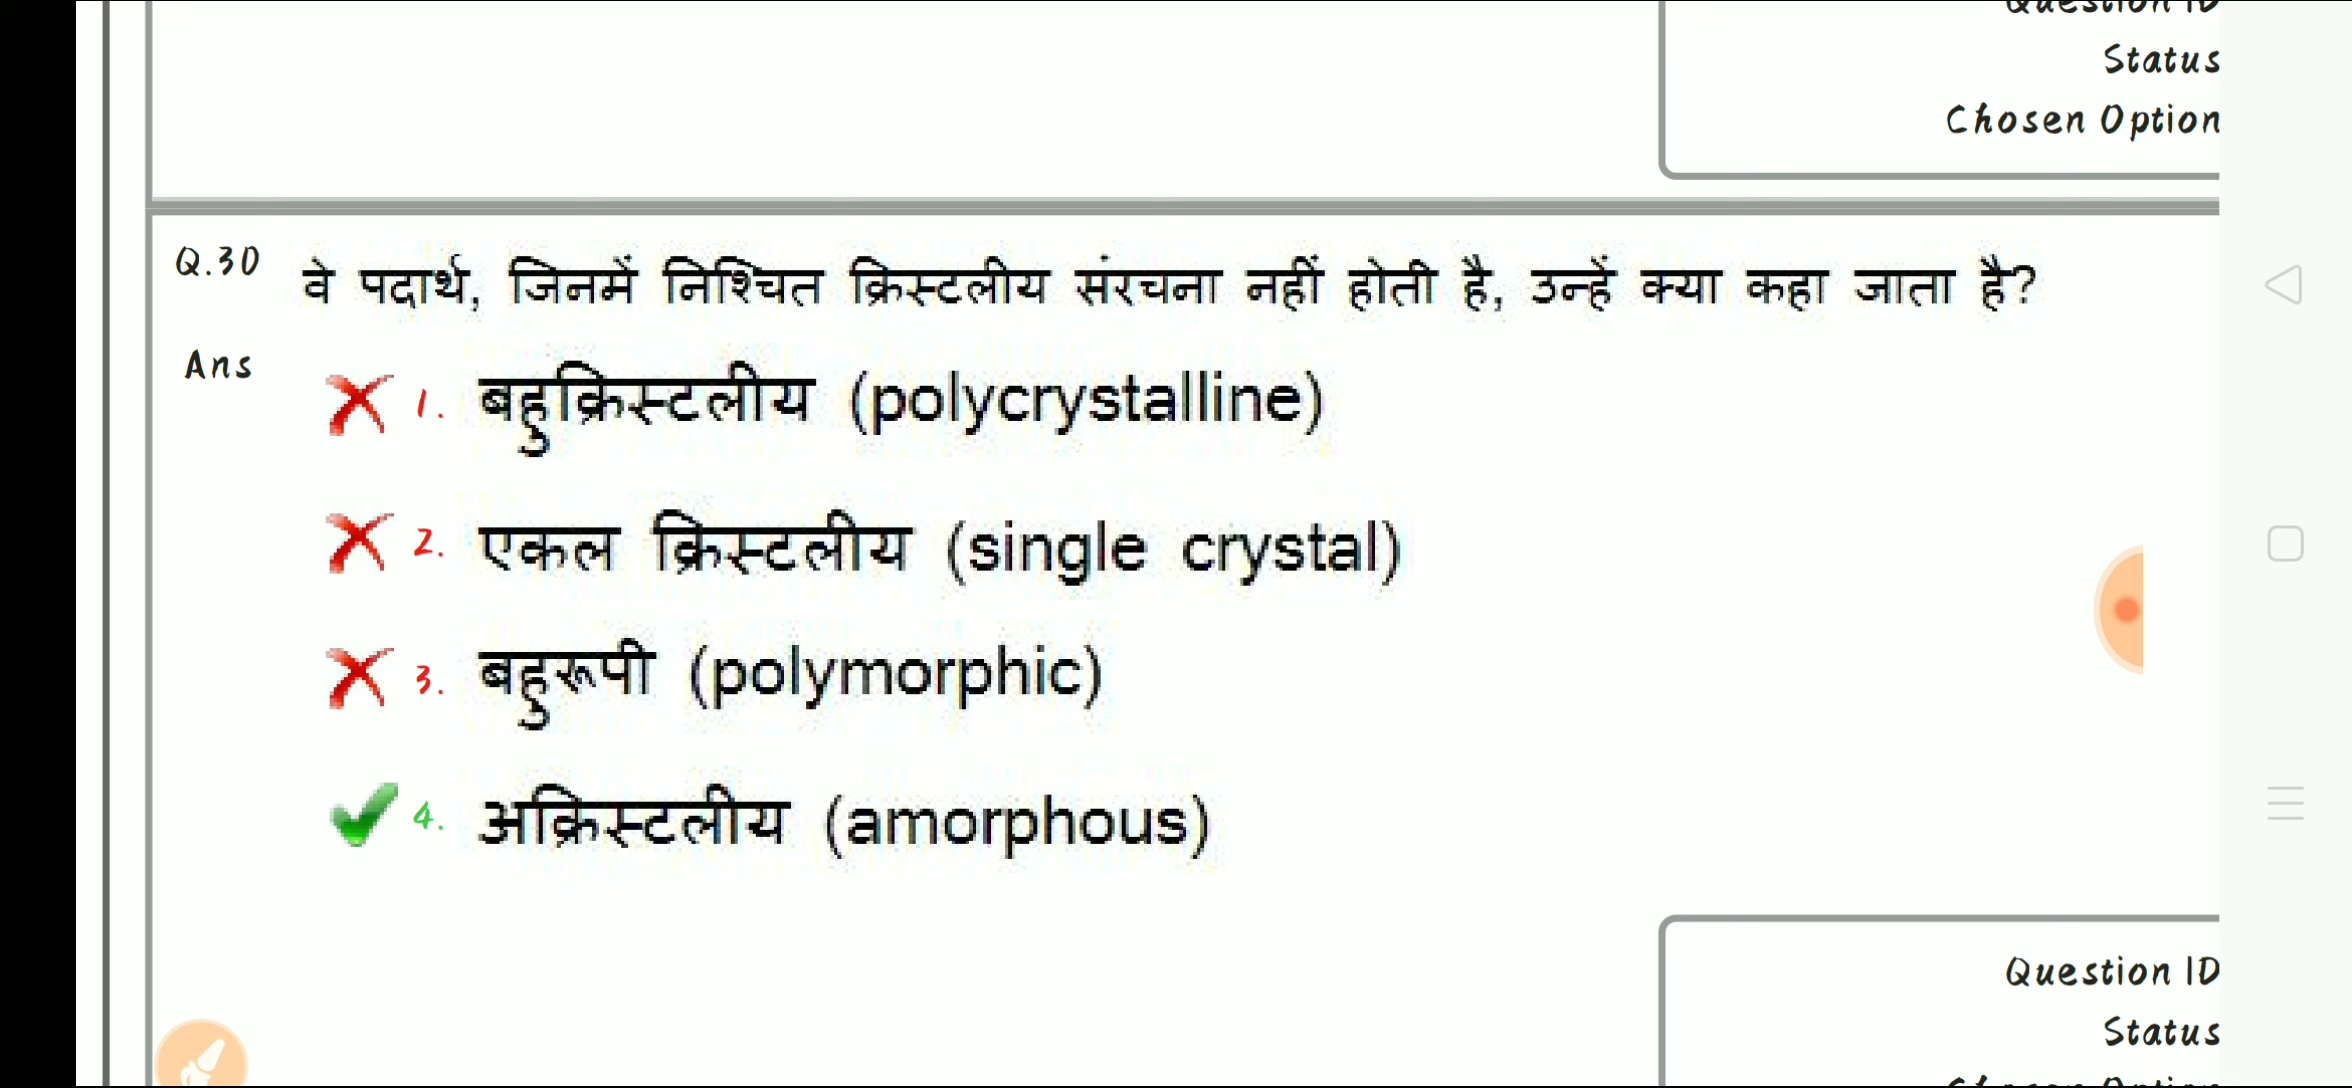 Status
Chosen Option
Q.30 वे पदार्थ, जिनमें निश्चित क्रिस्टलीय संरचना नहीं होती है, उन्हें क्या कहा जाता है?
Ans
1. बहुक्रिस्टलीय (polycrystalline)
2. एकल क्रिस्टलीय (single crystal)
3. बहुरूपी (polymorphic)
4. अक्रिस्टलीय (amorphous)
Question ID
Status